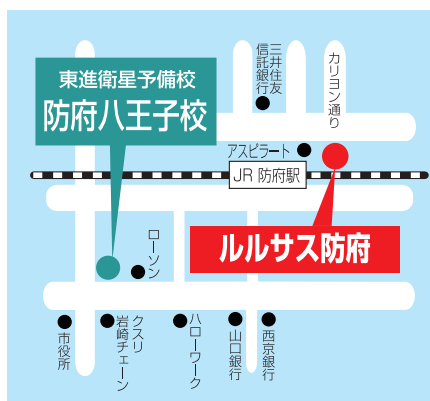 東進衛星予備校
防府八王子校
三井住友
信託銀行
カリヨン通り
アスピラート
JR 防府駅
ルルサス防府
ローソン
市役所
クスリ
岩崎チェーン
ハローワーク
山口銀行
西京銀行